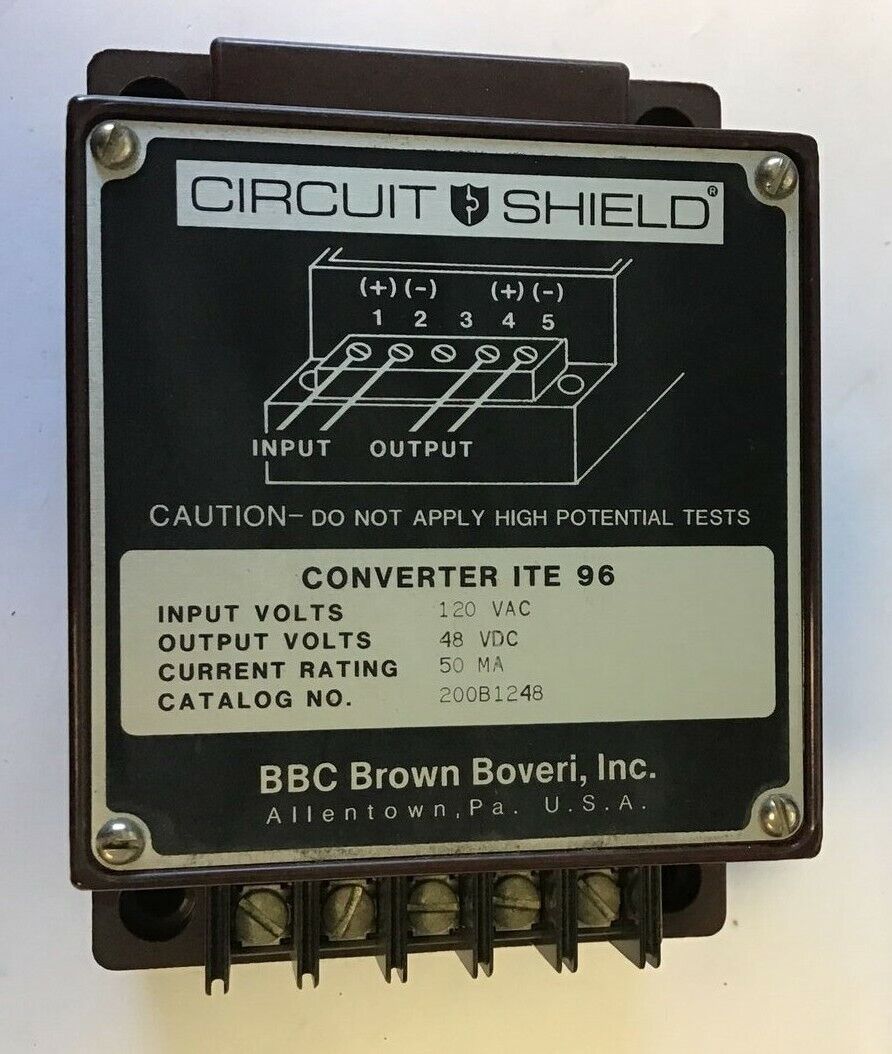 CIRCUIT SHIELD®
(+) (-) (+) (-)
1 2 3 4 5
INPUT OUTPUT
CAUTION- DO NOT APPLY HIGH POTENTIAL TESTS
CONVERTER ITE 96
INPUT VOLTS 120 VAC
OUTPUT VOLTS 48 VDC
CURRENT RATING 50 MA
CATALOG NO. 200B1248
BBC Brown Boveri, Inc.
Allentown, Pa. U.S.A.